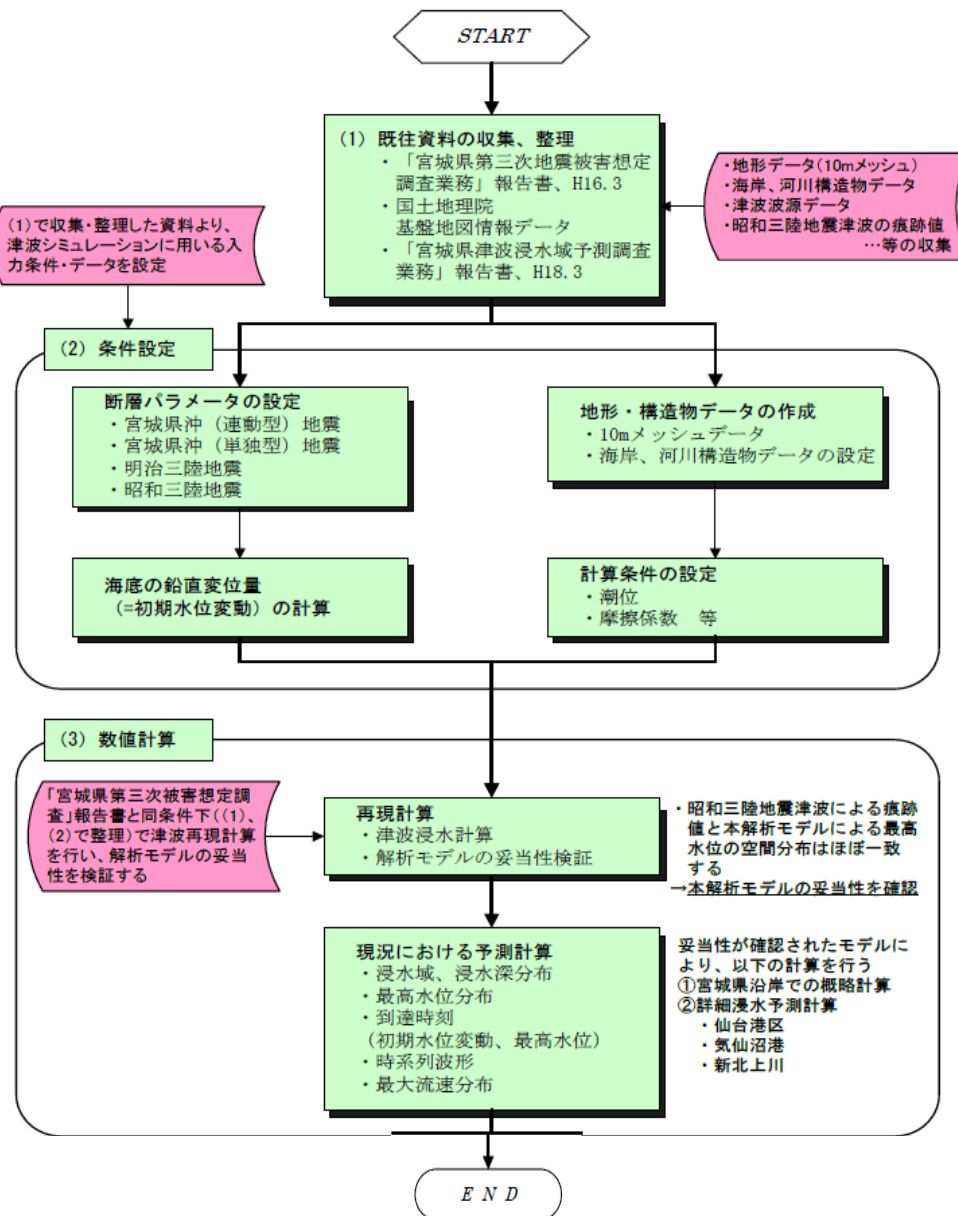 START
(1) 既往資料の収集、整理
・「宮城県第三次地震被害想定
調査業務」報告書、H16.3
・国土地理院
基盤地図情報データ
・「宮城県津波浸水域予測調査
業務」報告書、H18.3
・地形データ(10mメッシュ)
・海岸、河川構造物データ
・津波波源データ
・昭和三陸地震津波の痕跡値
…等の収集
(1)で収集・整理した資料より、
津波シミュレーションに用いる入
力条件・データを設定
(2) 条件設定
断層パラメータの設定
・宮城県沖（連動型）地震
・宮城県沖（単独型）地震
・明治三陸地震
・昭和三陸地震
地形・構造物データの作成
・10mメッシュデータ
・海岸、河川構造物データの設定
海底の鉛直変位量
(=初期水位変動）の計算
計算条件の設定
・潮位
・摩擦係数　等
(3) 数値計算
「宮城県第三次被害想定調
査」報告書と同条件下((1)、
(2)で整理)で津波再現計算
を行い、解析モデルの妥当
性を検証する
再現計算
・津波浸水計算
・解析モデルの妥当性検証
・昭和三陸地震津波による痕跡
値と本解析モデルによる最高
水位の空間分布はほぼ一致
する
→本解析モデルの妥当性を確認
現況における予測計算
・浸水域、浸水深分布
・最高水位分布
・到達時刻
(初期水位変動、最高水位)
・時系列波形
・最大流速分布
妥当性が確認されたモデルに
より、以下の計算を行う
①宮城県沿岸での概略計算
②詳細浸水予測計算
・仙台港区
・気仙沼港
・新北上川
END